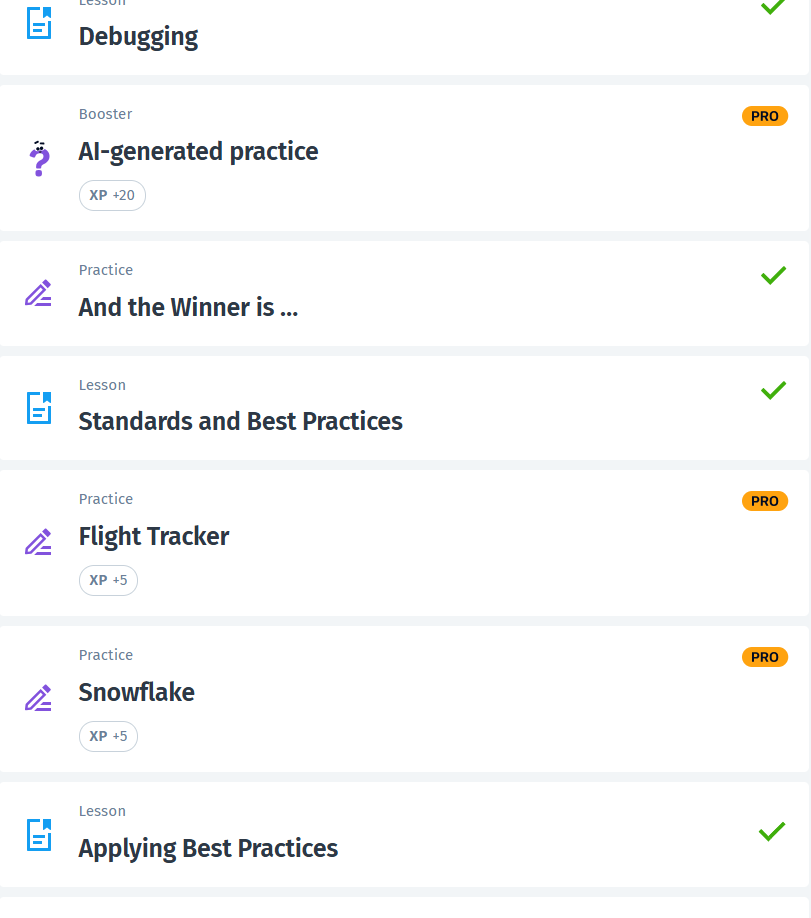 Lesson
Debugging
Booster
PRO
AI-generated practice
XP +20
Practice
And the Winner is ...
Lesson
Standards and Best Practices
Practice
PRO
Flight Tracker
XP +5
Practice
PRO
Snowflake
XP +5
Lesson
Applying Best Practices